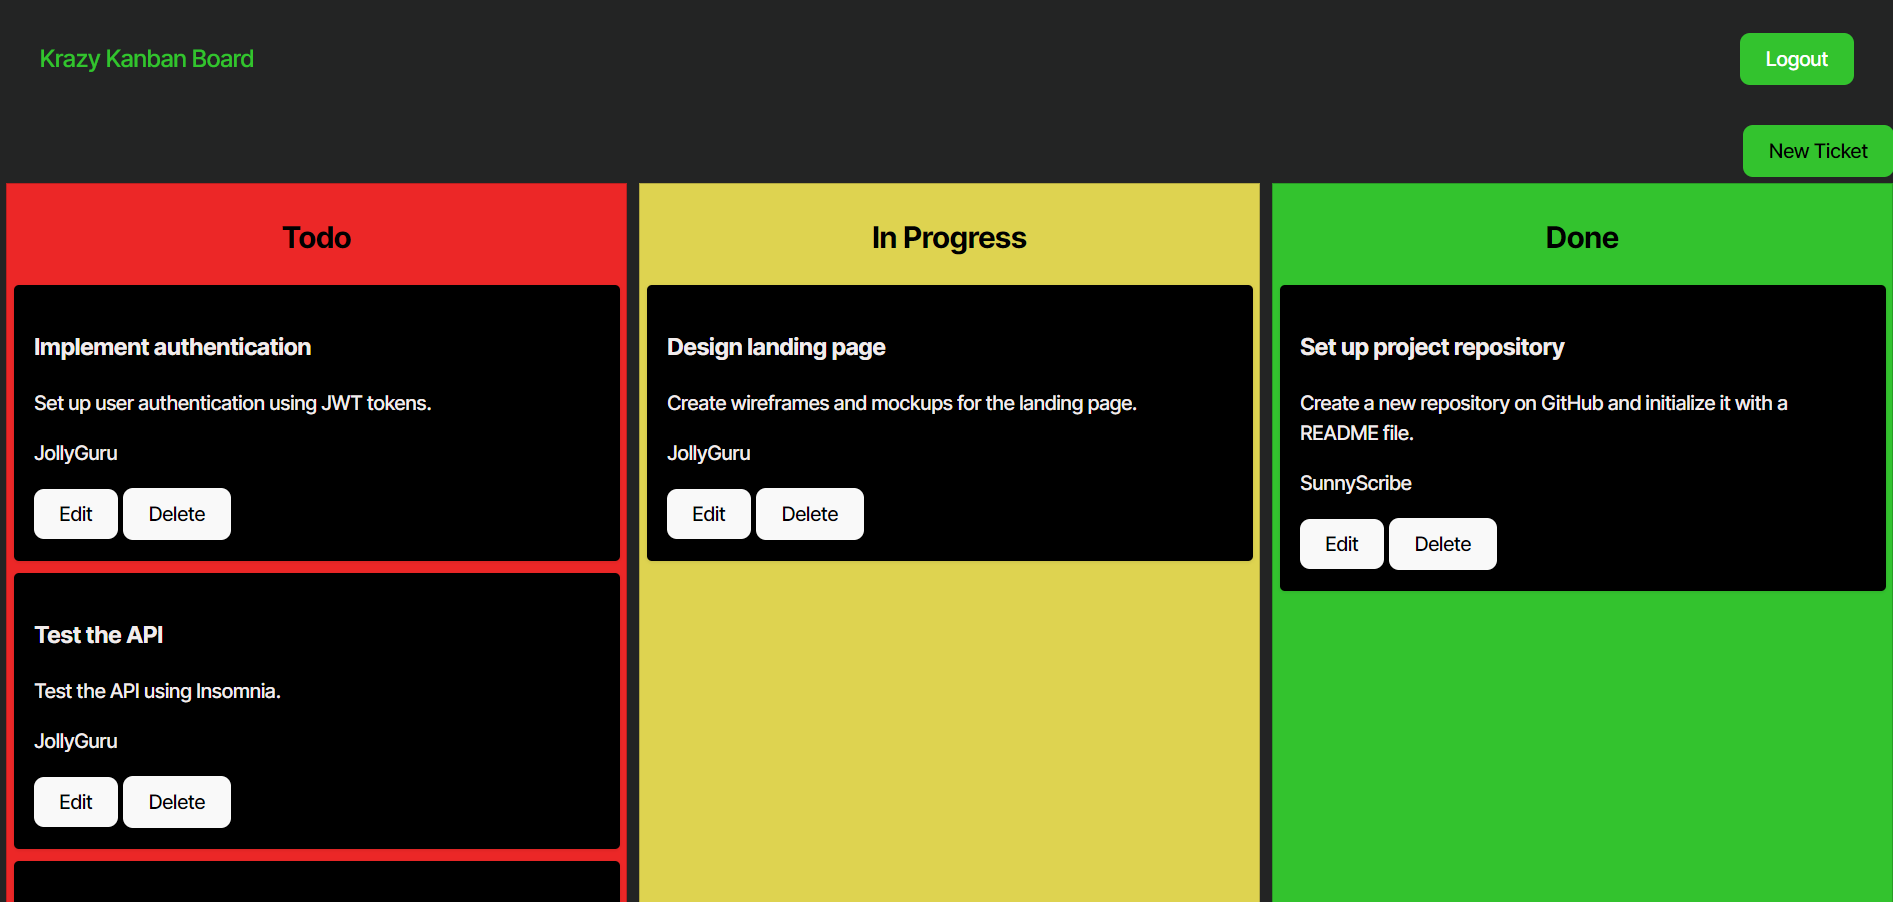 Krazy Kanban Board
Logout
New Ticket
Todo
Implement authentication
Set up user authentication using JWT tokens.
JollyGuru
Edit
Delete
Test the API
Test the API using Insomnia.
JollyGuru
Edit
Delete
In Progress
Design landing page
Create wireframes and mockups for the landing page.
JollyGuru
Edit
Delete
Done
Set up project repository
Create a new repository on GitHub and initialize it with a
README file.
SunnyScribe
Edit
Delete